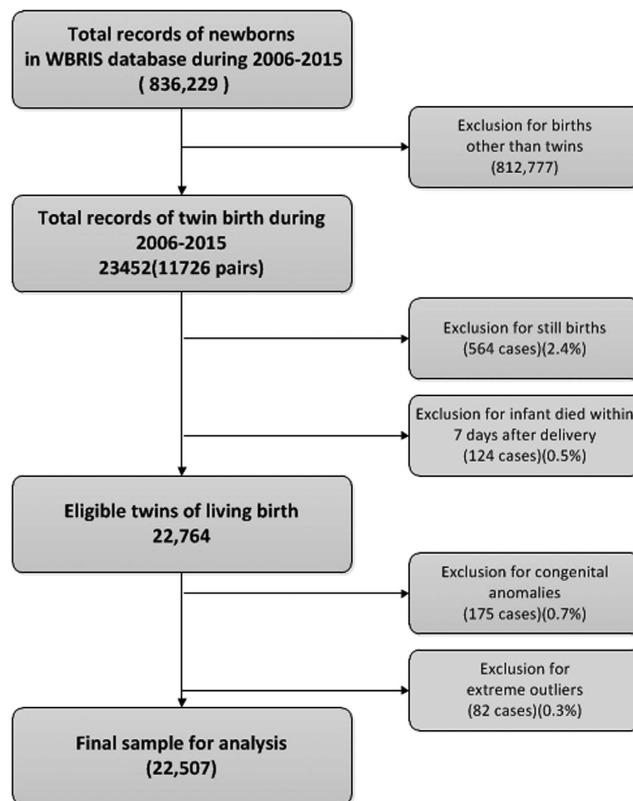 Total records of newborns
in WBRIS database during 2006-2015
( 836,229 )
Exclusion for births
other than twins
(812,777)
Total records of twin birth during
2006-2015
23452(11726 pairs)
Exclusion for still births
(564 cases)(2.4%)
Exclusion for infant died within
7 days after delivery
(124 cases)(0.5%)
Eligible twins of living birth
22,764
Exclusion for congenital
anomalies
(175 cases)(0.7%)
Exclusion for
extreme outliers
(82 cases)(0.3%)
Final sample for analysis
(22,507)